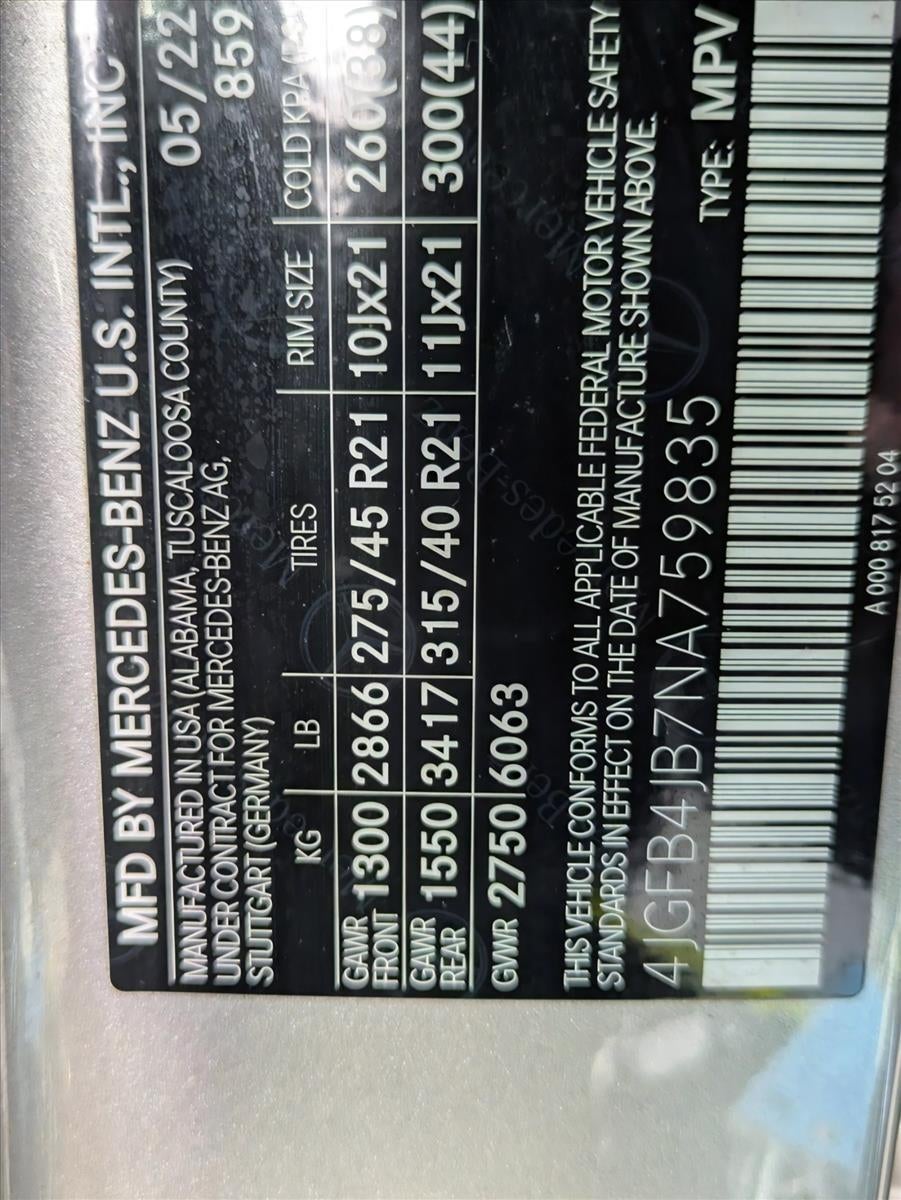 MFD BY MERCEDES-BENZ U.S. INTL., INC
MANUFACTURED IN USA (ALABAMA, TUSCALOOSA COUNTY) 05/22
UNDER CONTRACT FOR MERCEDES-BENZ AG, 859
STUTTGART (GERMANY)
KG LB TIRES RIM SIZE COLD KPA
GAWR FRONT 1300 2866 275/45 R21 10Jx21 260(38)
GAWR REAR 1550 3417 315/40 R21 11Jx21 300(44)
GVWR 2750 6063
THIS VEHICLE CONFORMS TO ALL APPLICABLE FEDERAL MOTOR VEHICLE SAFETY
STANDARDS IN EFFECT ON THE DATE OF MANUFACTURE SHOWN ABOVE.
4JGFB4JB7NA759835 TYPE: MPV
A 000 817 52 04